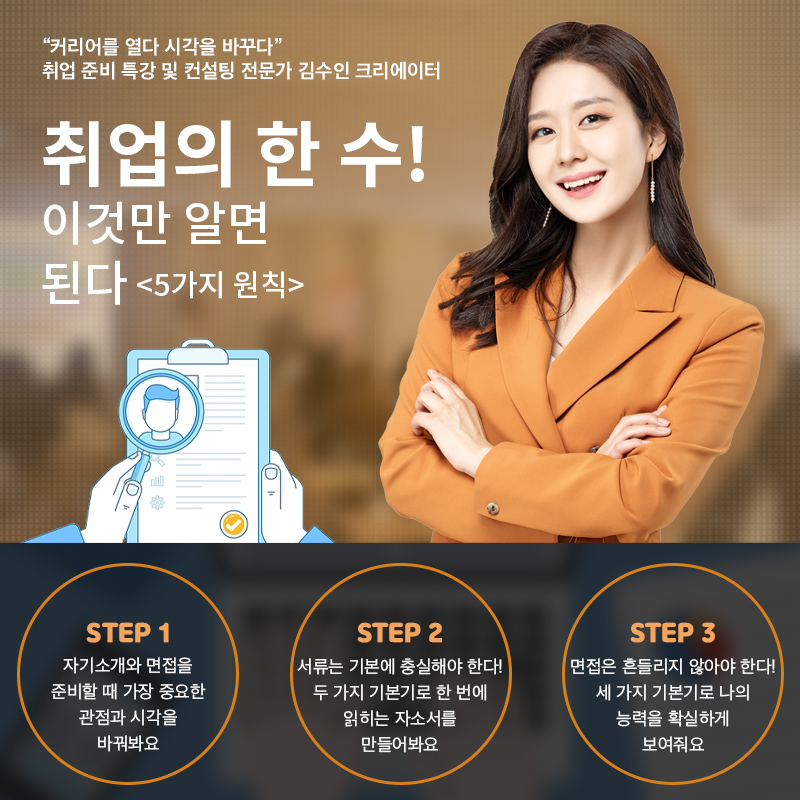 “커리어를 열다 시각을 바꾸다”
취업 준비 특강 및 컨설팅 전문가 김수인 크리에이터
취업의 한 수!
이것만 알면
된다 <5가지 원칙>
STEP 1
자기소개와 면접을
준비할 때 가장 중요한
관점과 시각을
바꿔봐요
STEP 2
서류는 기본에 충실해야 한다!
두 가지 기본기로 한 번에
읽히는 자소서를
만들어봐요
STEP 3
면접은 흔들리지 않아야 한다!
세 가지 기본기로 나의
능력을 확실하게
보여줘요